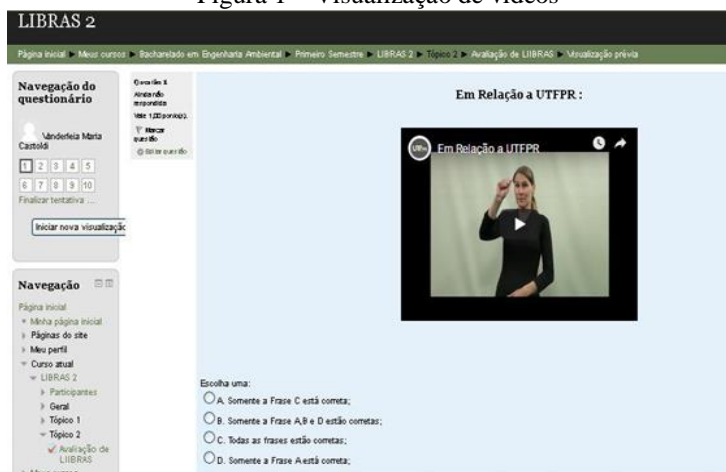 Figura 1 – Visualização de vídeos
LIBRAS 2
Página inicial ► Meus cursos ► Bacharelado em Engenharia Ambiental ► Primeiro Semestre ► LIBRAS 2 ► Tópico 2 ► Avaliação de LIIBRAS ► Visualização prévia
Navegação do
questionário
Vanderleia Maria
Castoldi
1 2 3 4 5
6 7 8 9 10
Finalizar tentativa ...
Iniciar nova visualizaçã
Questão 1
Ainda não
respondida
Vale 1,00 ponto(s).
Marcar
questão
Editar questão
Em Relação a UTFPR :
Em Relação a UTFPR
Escolha uma:
A. Somente a Frase C está correta;
B. Somente a Frase A,B e D estão corretas;
C. Todas as frases estão corretas;
D. Somente a Frase A está correta;
Navegação
Página inicial
Minha página inicial
Páginas do site
Meu perfil
Curso atual
LIBRAS 2
Participantes
Geral
Tópico 1
Tópico 2
Avaliação de
LIIBRAS
Meus cursos